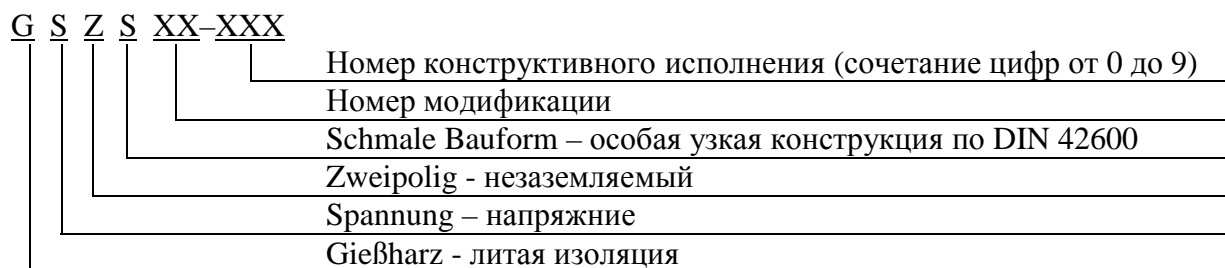 G S Z S XX–XXX
Номер конструктивного исполнения (сочетание цифр от 0 до 9)
Номер модификации
Schmale Bauform – особая узкая конструкция по DIN 42600
Zweipolig - незаземляемый
Spannung – напряжние
Gießharz - литая изоляция